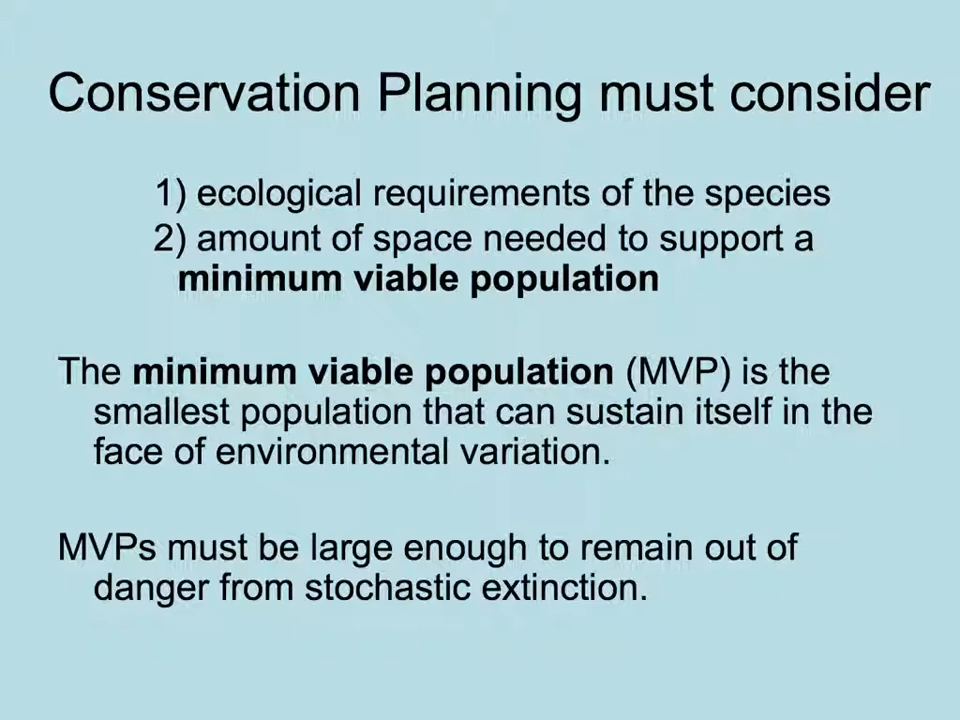 Conservation Planning must consider
1) ecological requirements of the species
2) amount of space needed to support a
minimum viable population
The minimum viable population (MVP) is the
smallest population that can sustain itself in the
face of environmental variation.
MVPs must be large enough to remain out of
danger from stochastic extinction.